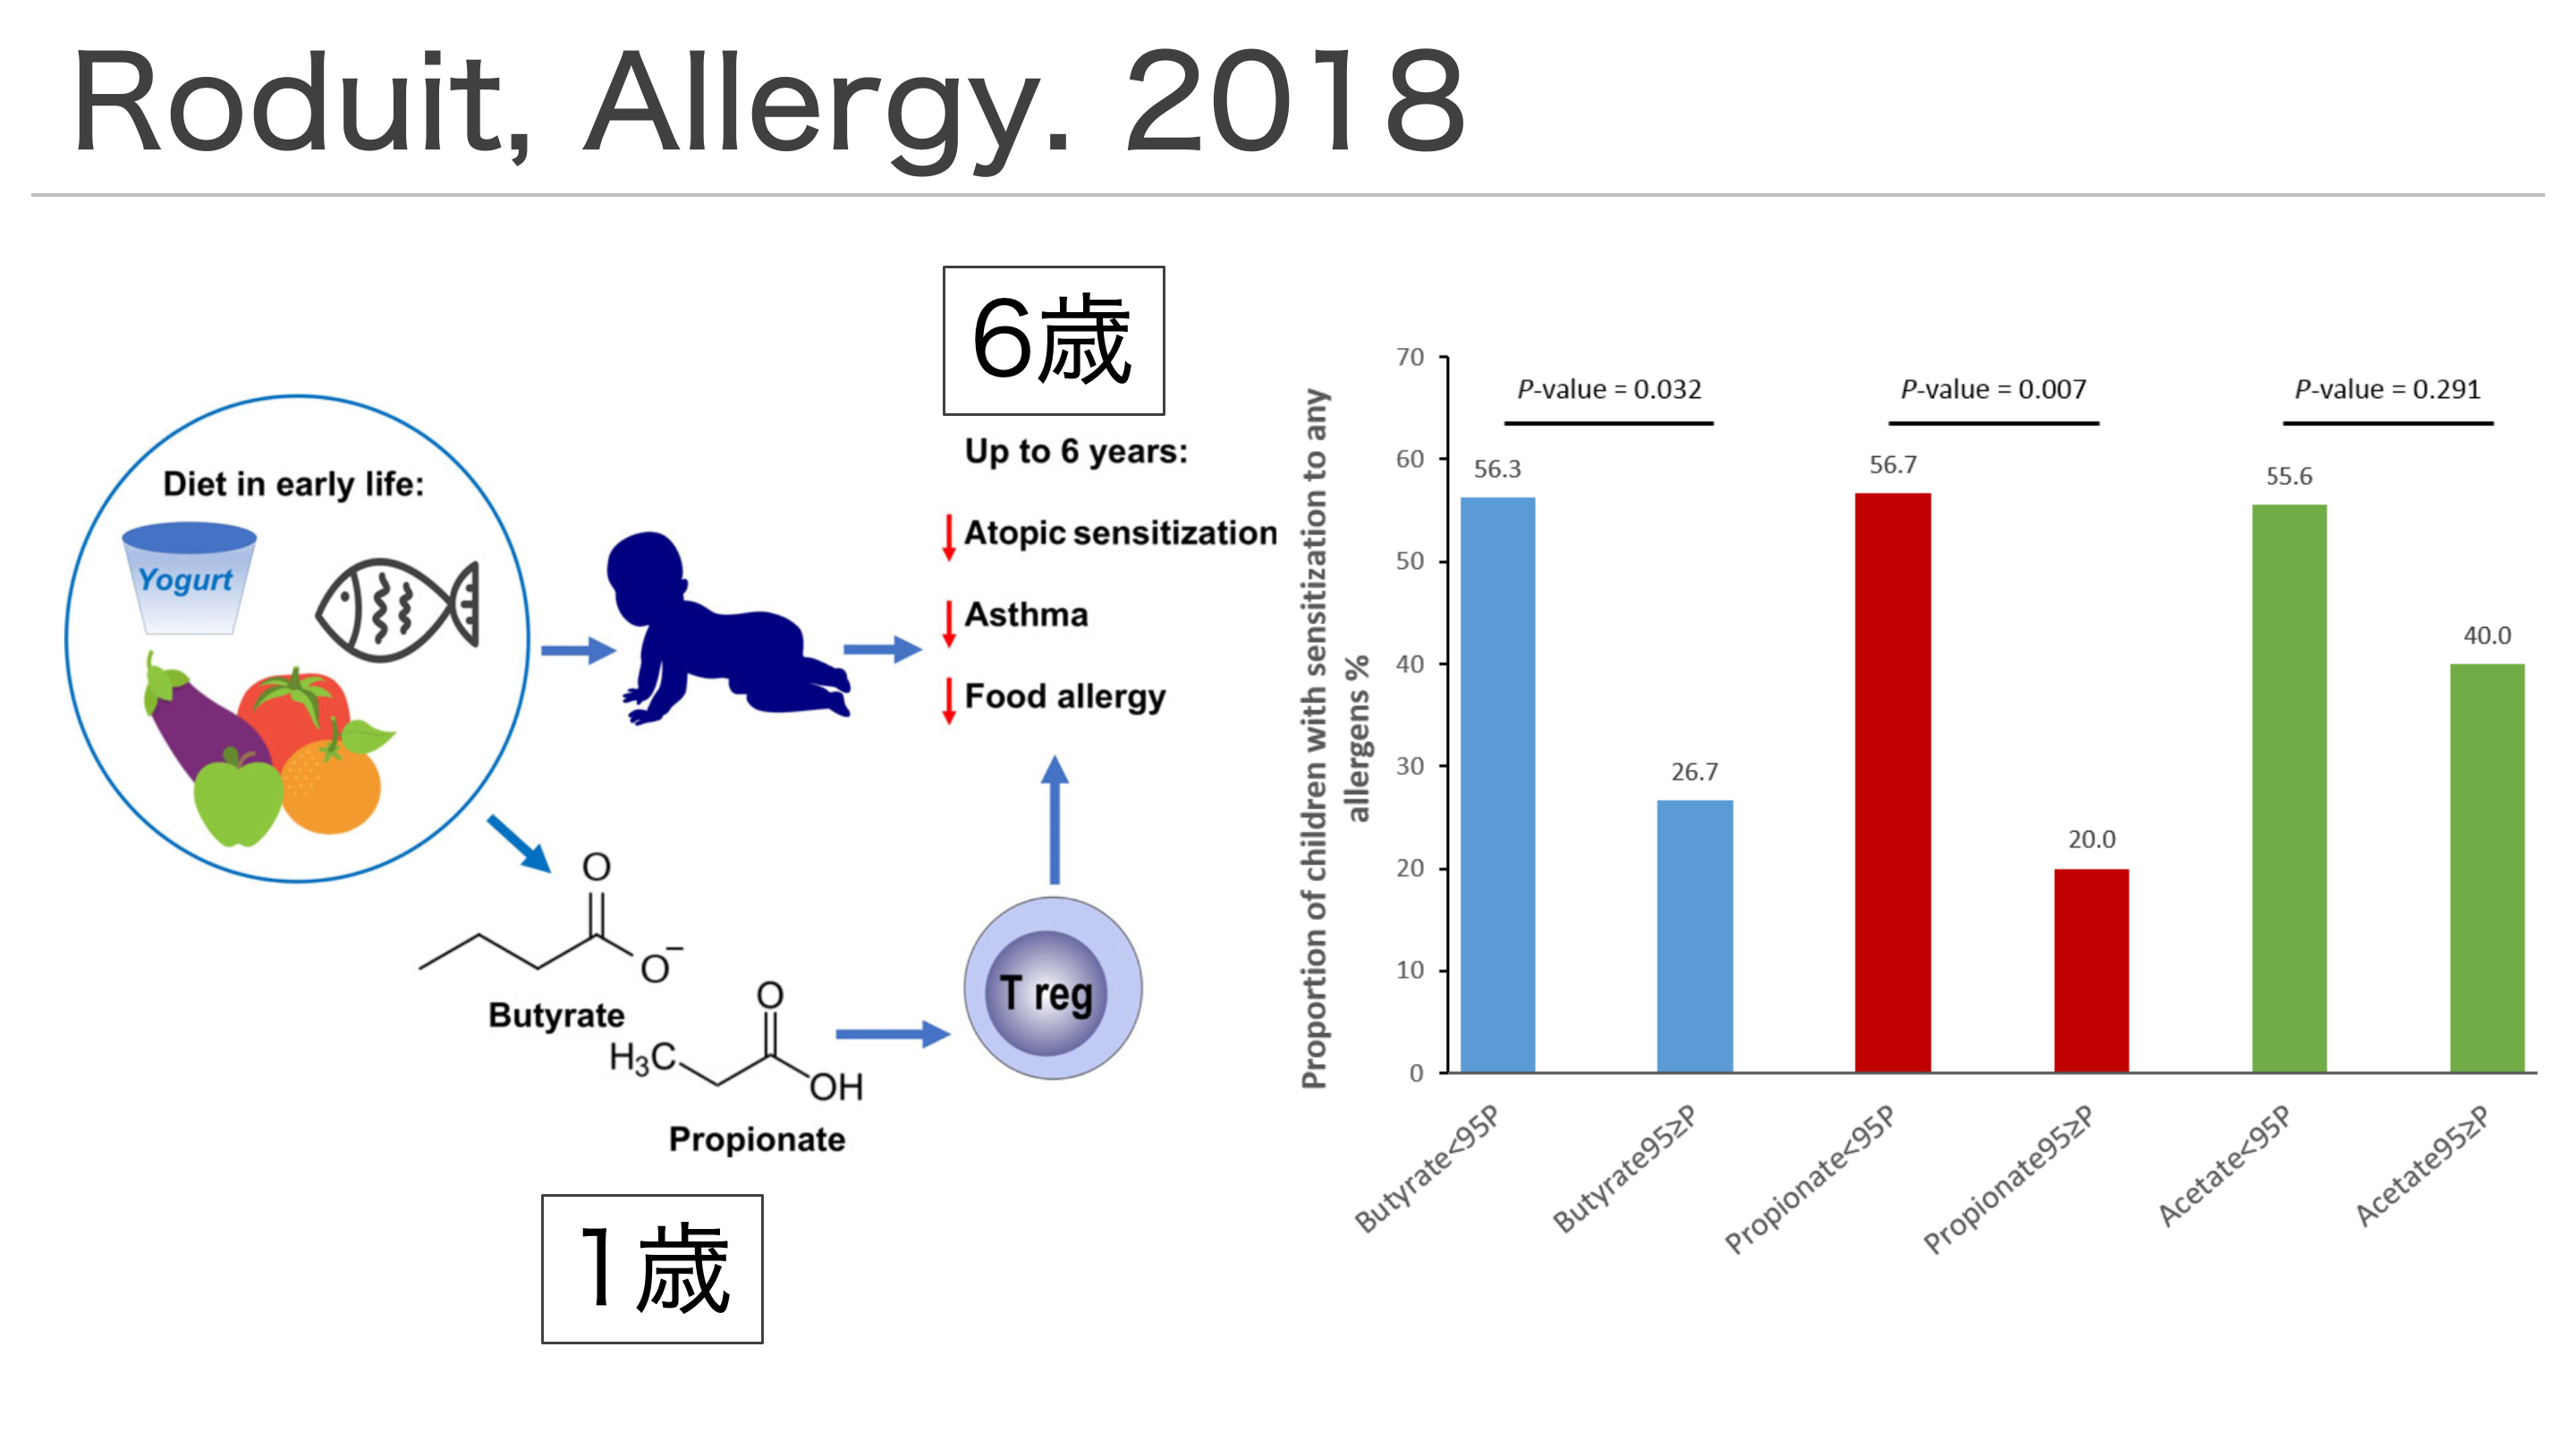 Roduit, Allergy. 2018
6歳
Up to 6 years:
Atopic sensitization
Asthma
Food allergy
Diet in early life:
Yogurt
O
O−
Butyrate
O
H3C
OH
Propionate
T reg
1歳
Proportion of children with sensitization to any
allergens %
70
60
50
40
30
20
10
0
P-value = 0.032
P-value = 0.007
P-value = 0.291
56.3
26.7
56.7
20.0
55.6
40.0
Butyrate<95P
Butyrate95≥P
Propionate<95P
Propionate95≥P
Acetate<95P
Acetate95≥P